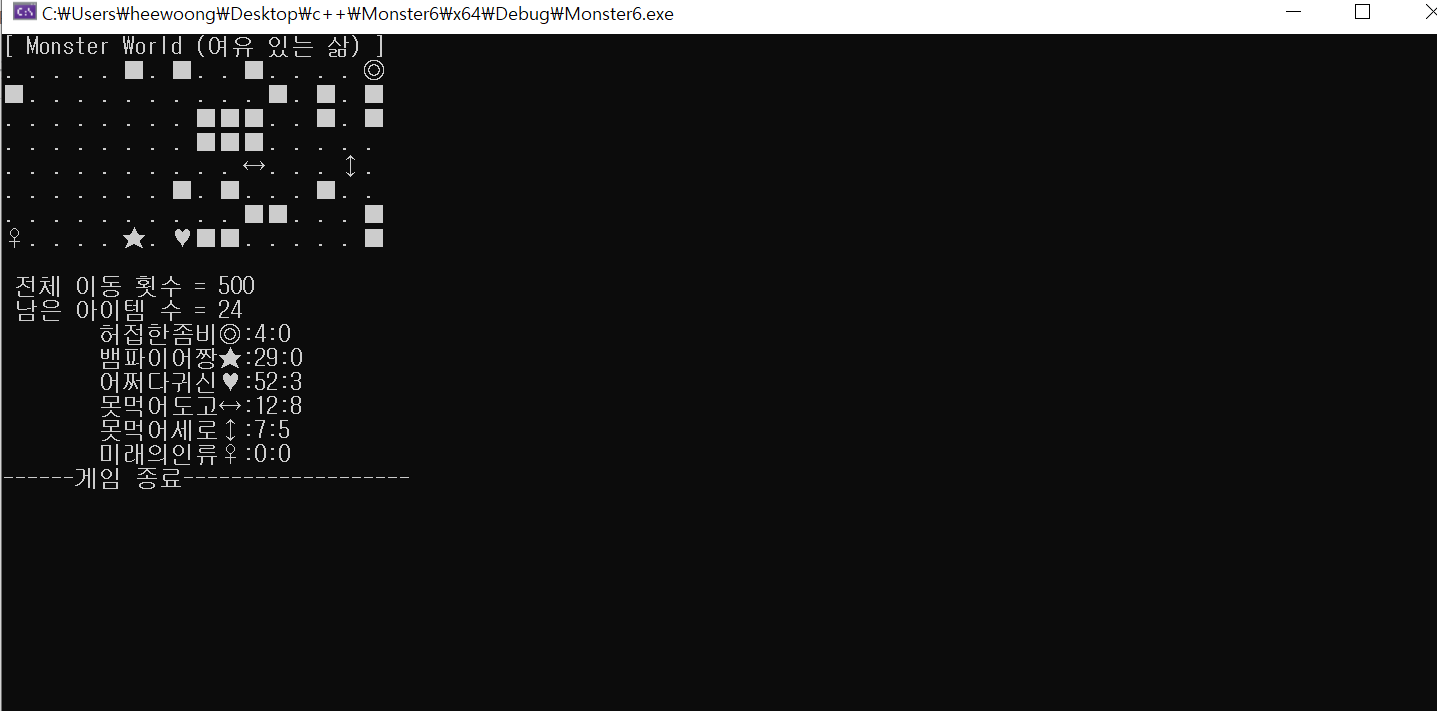 C:\Users\heewoong\Desktop\c++\Monster6\x64\Debug\Monster6.exe
[ Monster World (여유 있는 삶) ]
. . . . . ■. ■. . ■. . . . ◎
■. . . . . . . . . . ■. ■. ■
. . . . . . . . ■■■. . ■. ■
. . . . . . . . ■■■. . . . .
. . . . . . . . . . ↔. . . ↕.
. . . . . . . ■. ■. . . ■. .
. . . . . . . . . . ■■. . . ■
♀. . . . ★. ♥■■. . . . . ■
전체 이동 횟수 = 500
남은 아이템 수 = 24
허접한좀비◎:4:0
뱀파이어짱★:29:0
어쩌다귀신♥:52:3
못먹어도고↔:12:8
못먹어세로↕:7:5
미래의인류♀:0:0
------게임 종료-------------------